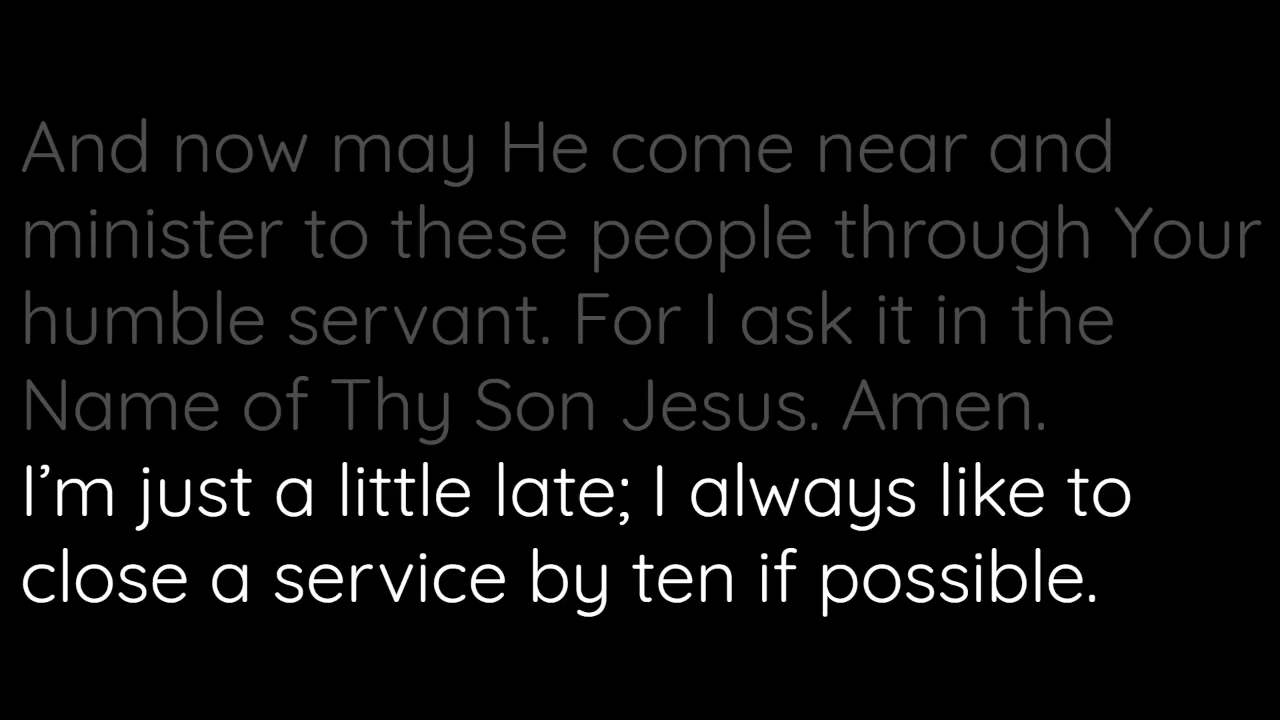 And now may He come near and
minister to these people through Your
humble servant. For I ask it in the
Name of Thy Son Jesus. Amen.
I’m just a little late; I always like to
close a service by ten if possible.